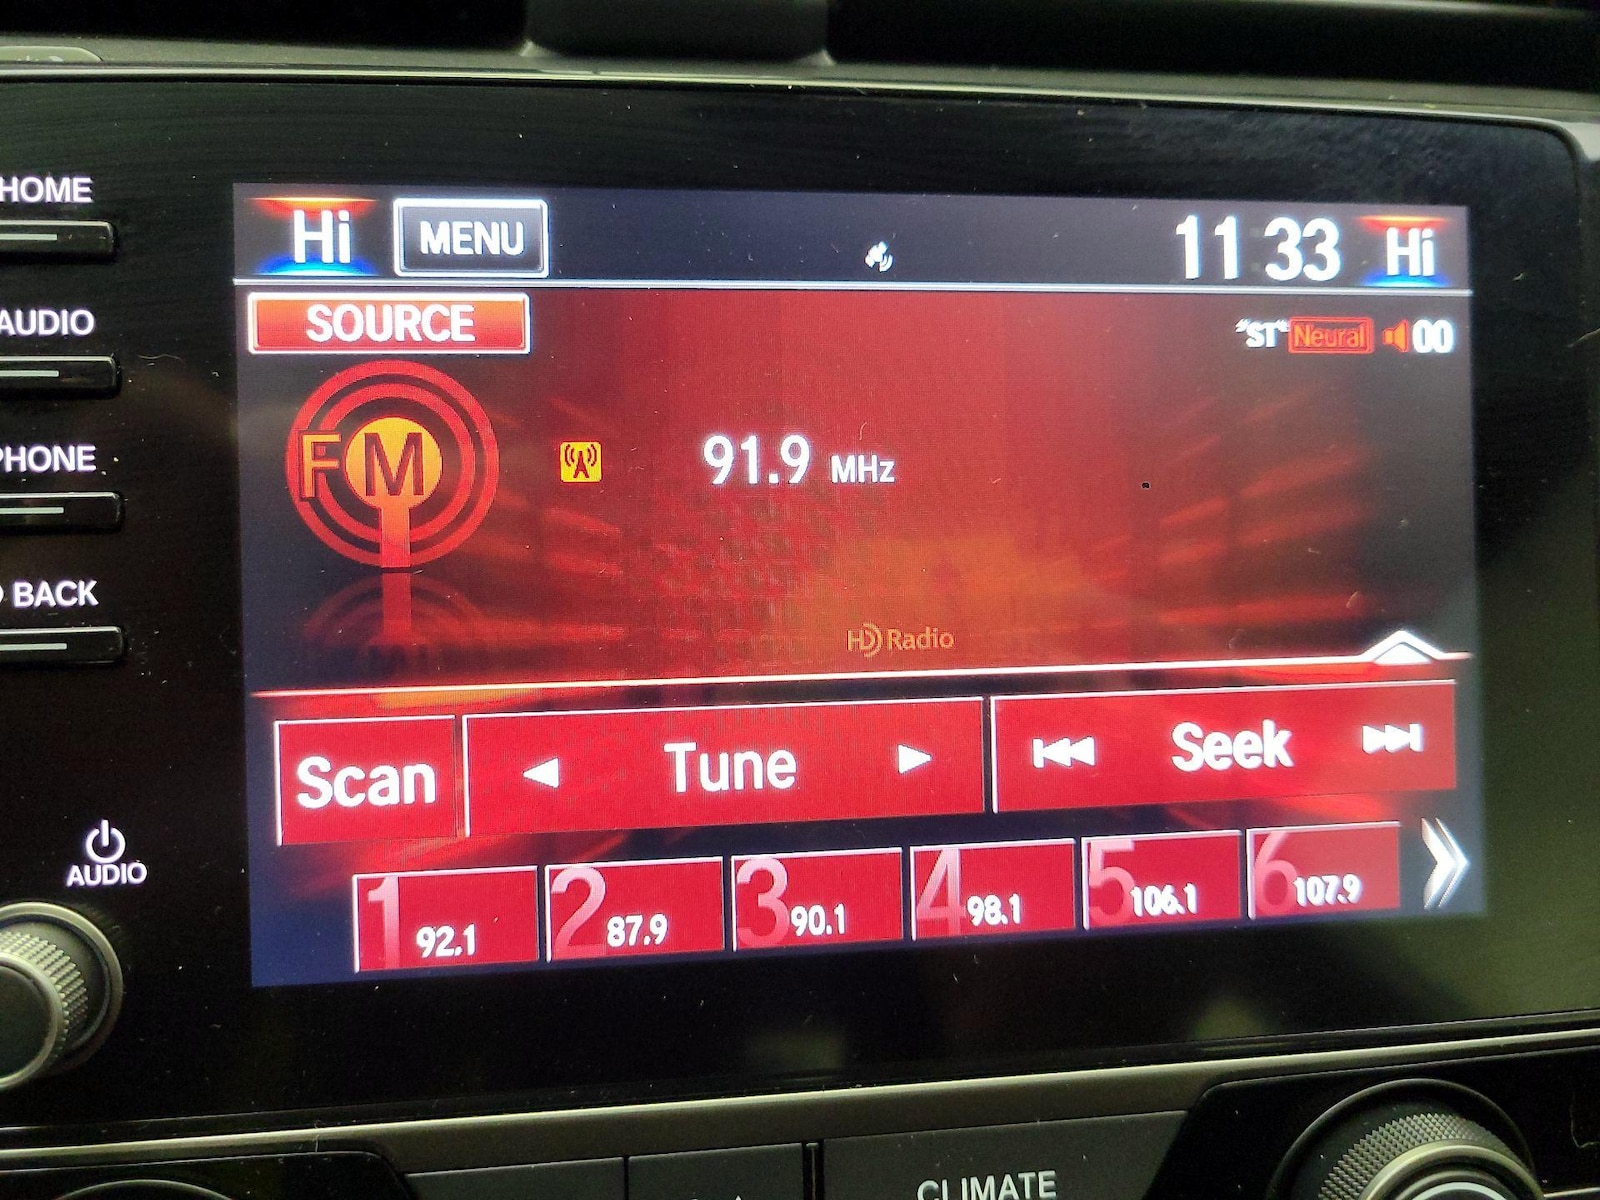 HOME
AUDIO
PHONE
BACK
AUDIO
Hi MENU 11 33 Hi
SOURCE "ST" Neural 00
FM 91.9 MHz
HD Radio
Scan Tune Seek
1 92.1 2 87.9 3 90.1 4 98.1 5 106.1 6 107.9
CLIMATE